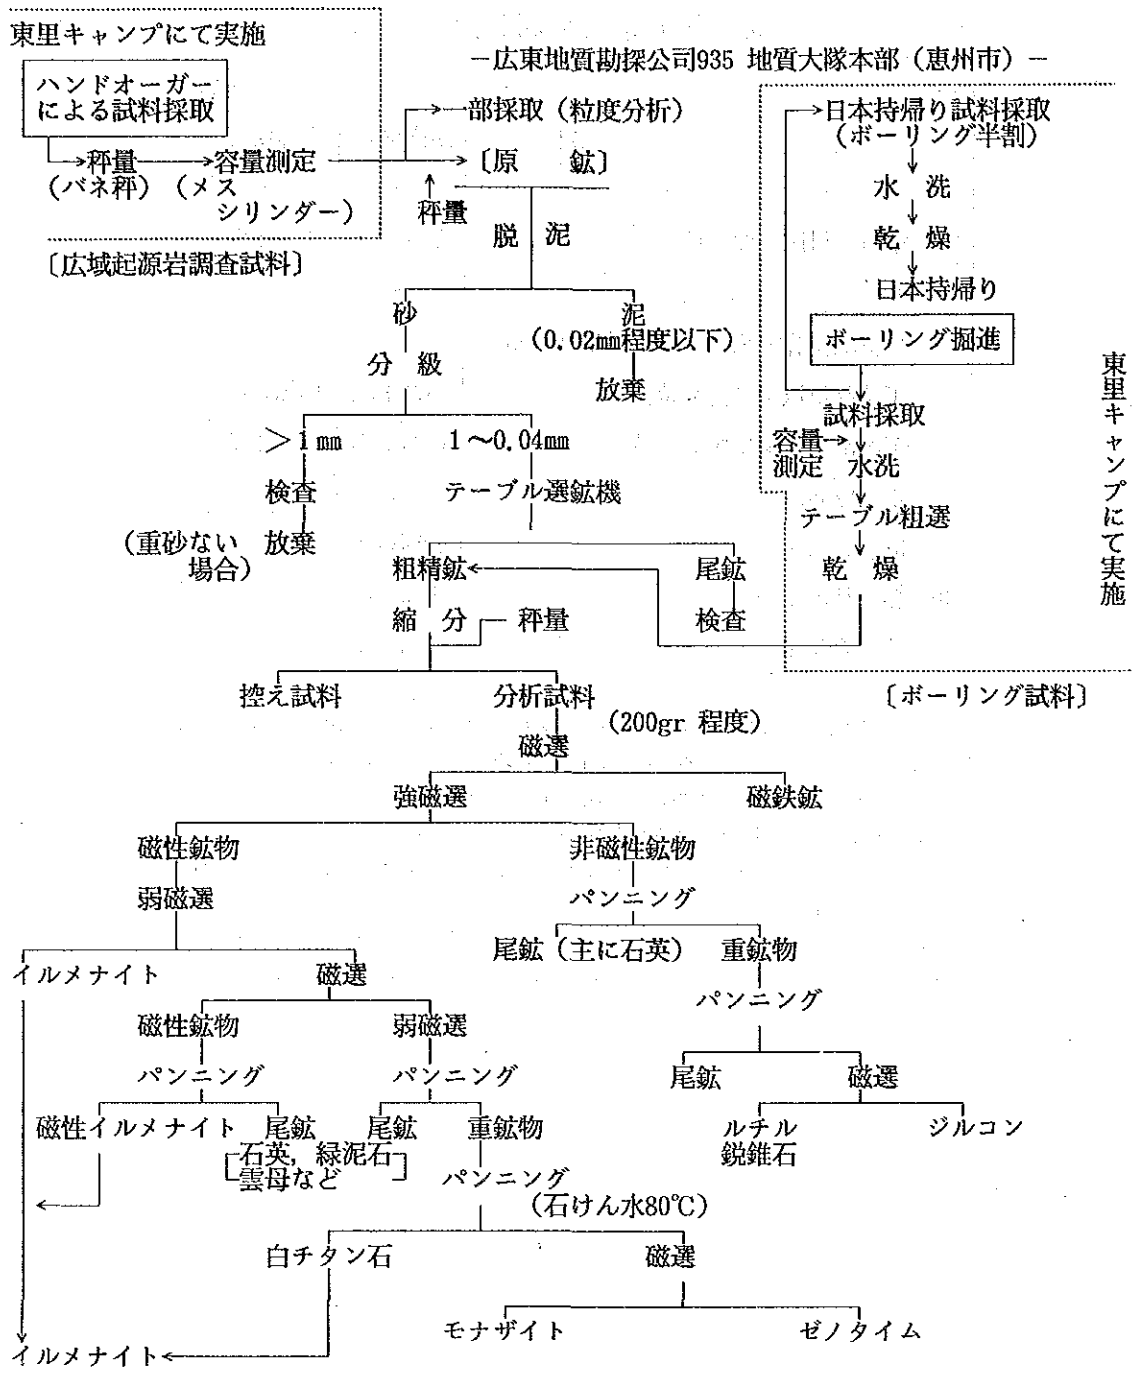 東里キャンプにて実施
ハンドオーガー
による試料採取
秤量
(バネ秤)
容量測定
(メス
シリンダー)
〔広域起源岩調査試料〕
-広東地質勘探公司935 地質大隊本部(恵州市)-
一部採取(粒度分析)
〔原 鉱〕
秤量
脱 泥
砂
泥
(0.02mm程度以下)
放棄
分 級
>1mm
1~0.04mm
検査
テーブル選鉱機
(重砂ない
場合)
放棄
粗精鉱
尾鉱
縮 分
秤量
検査
日本持帰り試料採取
(ボーリング半割)
水 洗
乾 燥
日本持帰り
ボーリング掘進
試料採取
容量
測定
水洗
テーブル粗選
乾 燥
東里キャンプにて実施
〔ボーリング試料〕
控え試料
分析試料
(200gr 程度)
磁選
強磁選
磁鉄鉱
磁性鉱物
非磁性鉱物
弱磁選
パンニング
尾鉱(主に石英)
重鉱物
イルメナイト
磁選
パンニング
磁性鉱物
弱磁選
尾鉱
磁選
パンニング
パンニング
磁性イルメナイト
尾鉱
石英, 緑泥石
雲母など
尾鉱
重鉱物
ルチル
鋭錐石
ジルコン
パンニング
(石けん水80℃)
白チタン石
磁選
モナザイト
ゼノタイム
イルメナイト